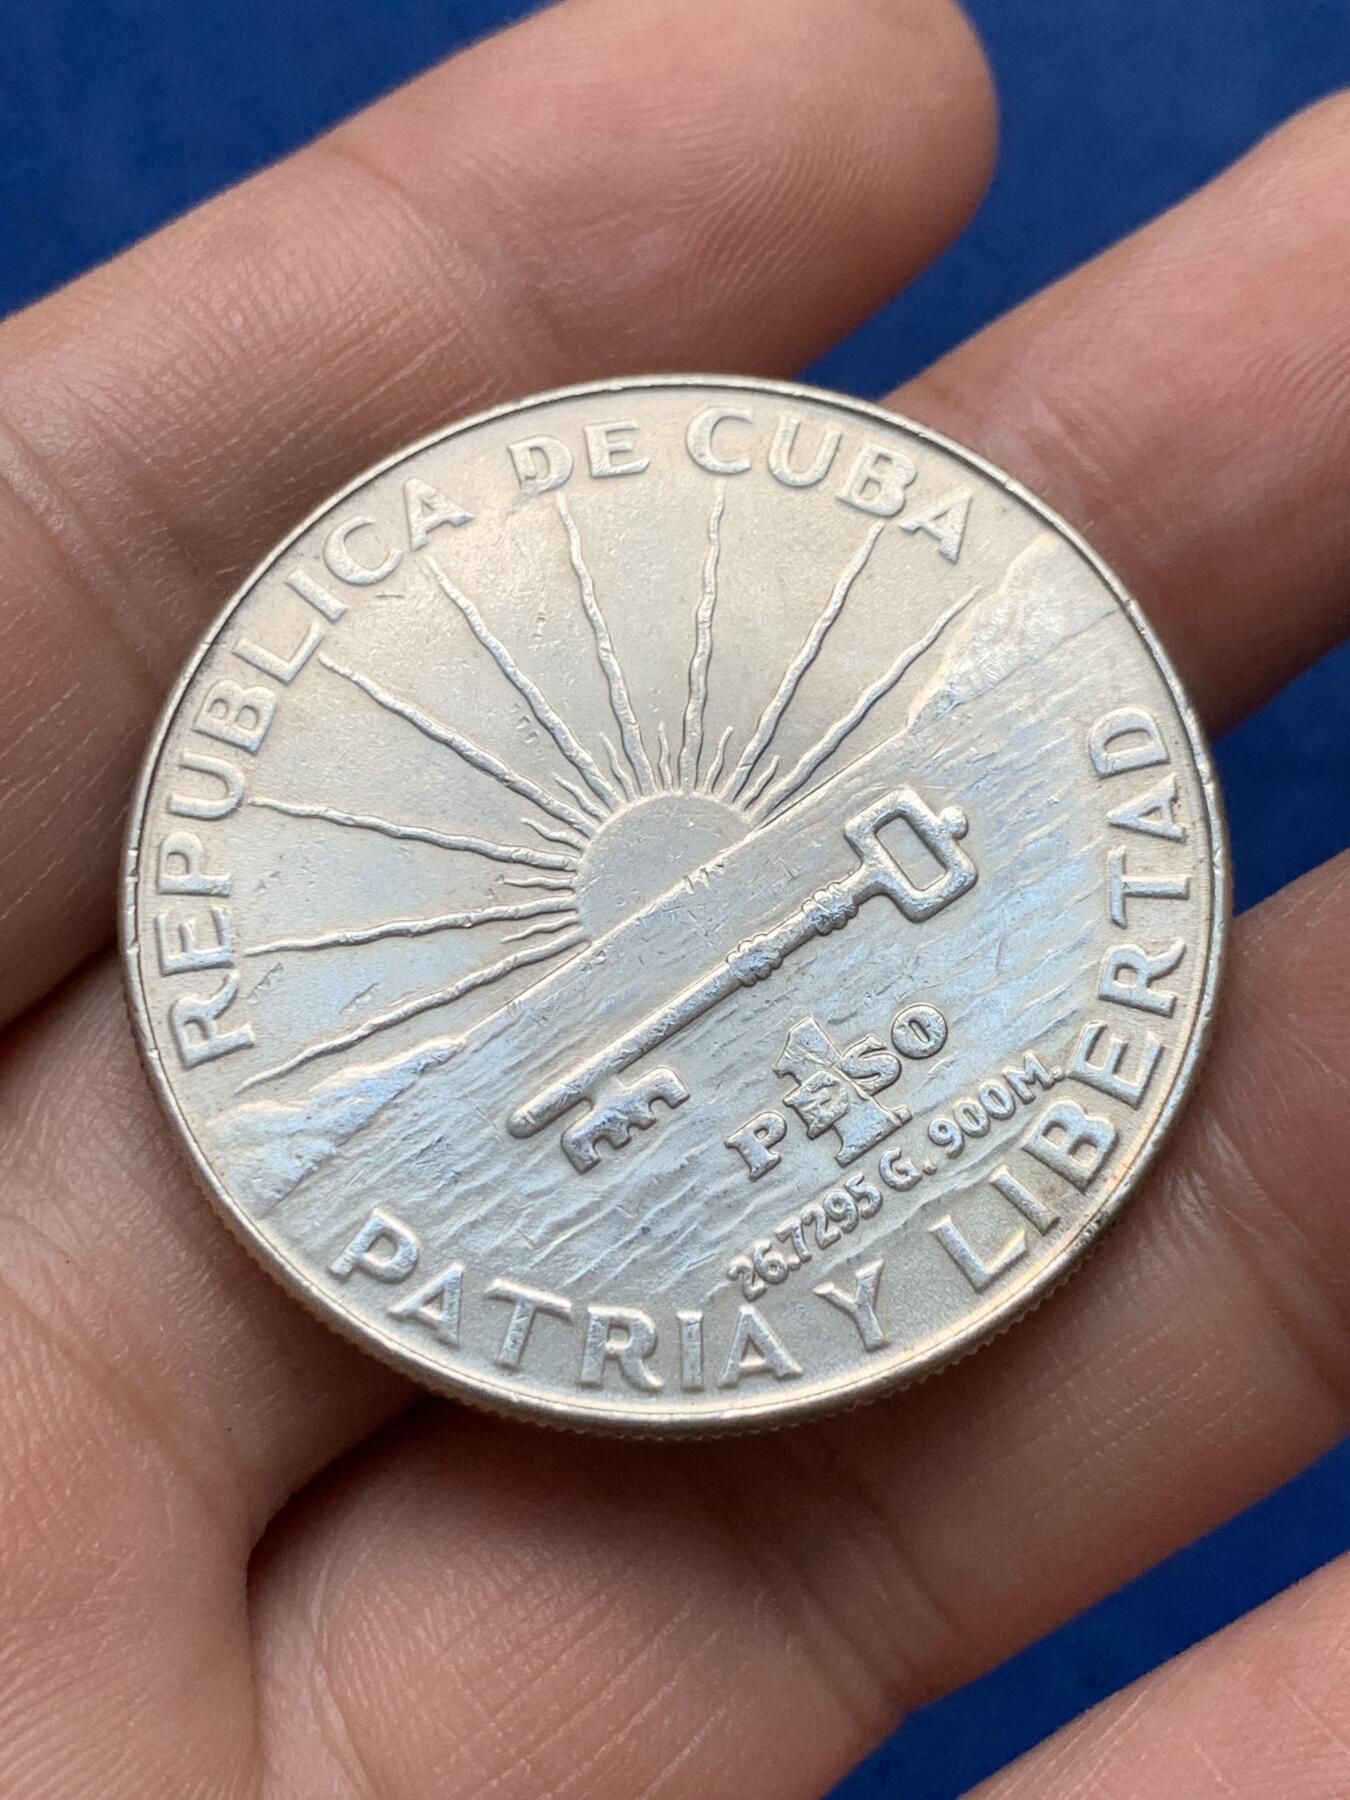 REPUBLICA DE CUBA
1
PESO
26.7295 G. 900M.
PATRIA Y LIBERTAD